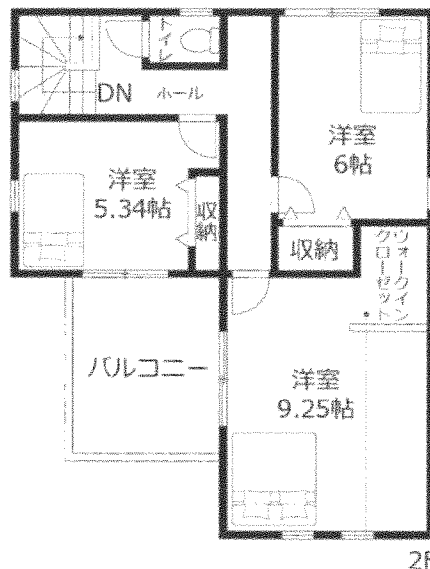 トイレ
DN
ホール
洋室
6帖
洋室
5.34帖
収納
収納
ウォークイン
クローゼット
バルコニー
洋室
9.25帖
2F